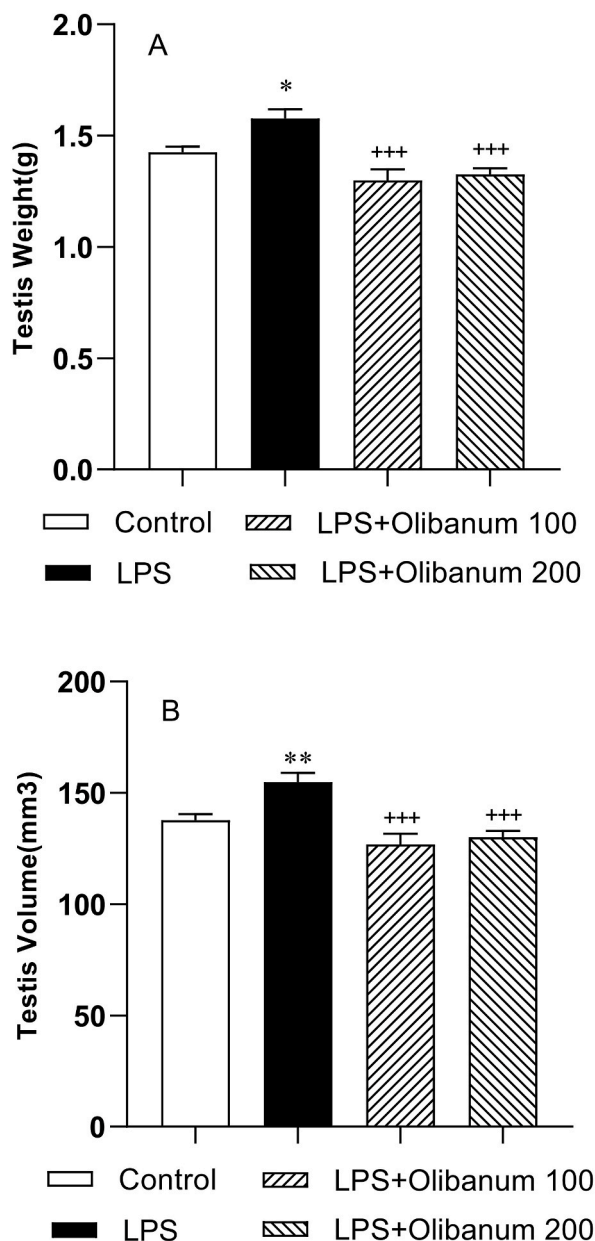 2.0
A
*
1.5
+++ +++
1.0
0.5
0.0
Testis Weight(g)
Control LPS+Olibanum 100
LPS LPS+Olibanum 200
200
B
**
150
+++ +++
100
50
0
Testis Volume(mm3)
Control LPS+Olibanum 100
LPS LPS+Olibanum 200